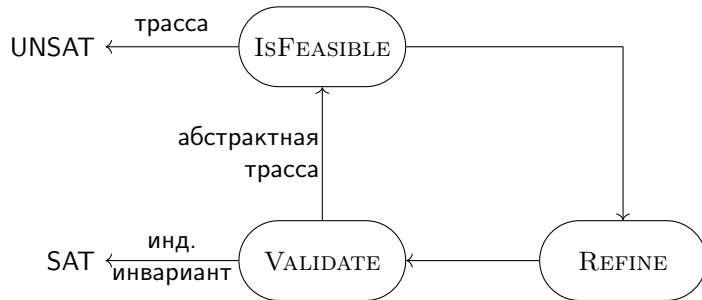 трасса
UNSAT
IsFeasible
абстрактная
трасса
инд.
SAT
инвариант
Validate
Refine